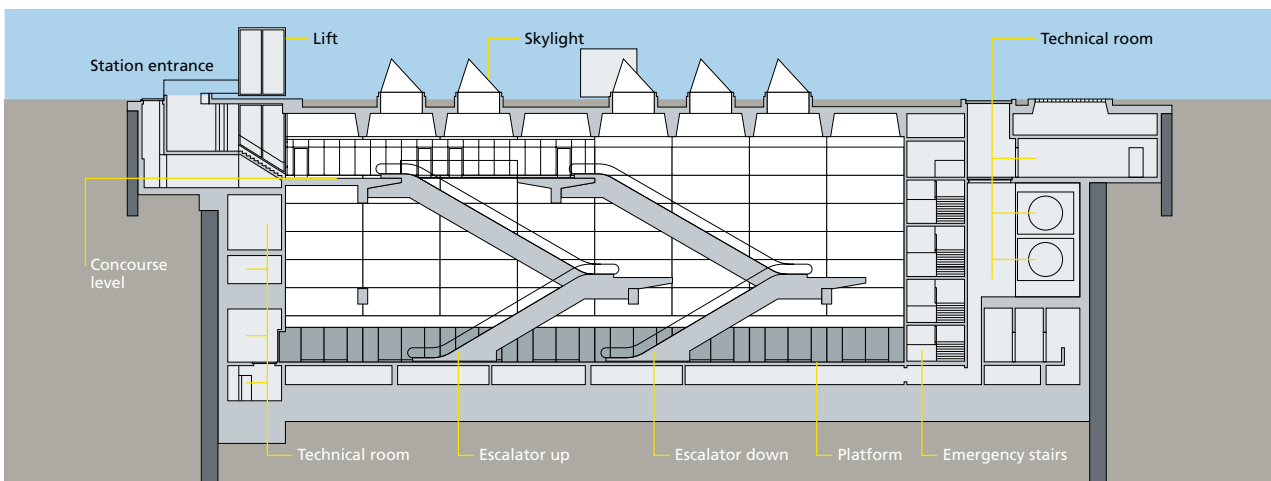 Lift
Skylight
Technical room
Station entrance
Concourse
level
Technical room
Escalator up
Escalator down
Platform
Emergency stairs